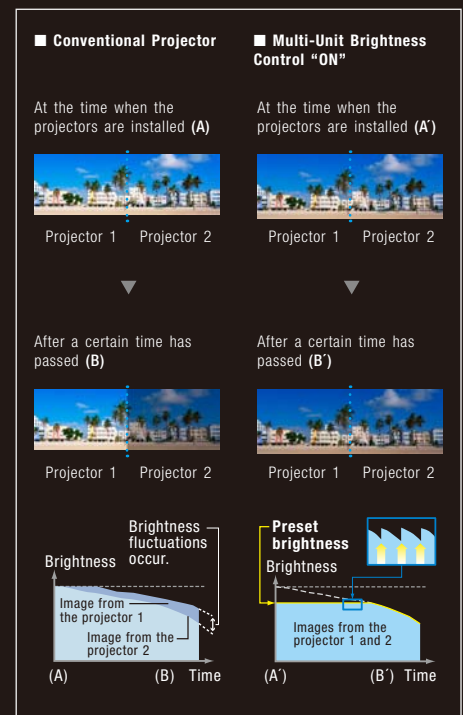 ■ Conventional Projector
At the time when the
projectors are installed (A)
Projector 1 Projector 2
▼
After a certain time has
passed (B)
Projector 1 Projector 2
Brightness
fluctuations
occur.
Brightness
Image from
the projector 1
Image from the
projector 2
(A) (B) Time
■ Multi-Unit Brightness
Control “ON”
At the time when the
projectors are installed (A´)
Projector 1 Projector 2
▼
After a certain time has
passed (B´)
Projector 1 Projector 2
Preset
brightness
Brightness
Images from the
projector 1 and 2
(A´) (B´) Time